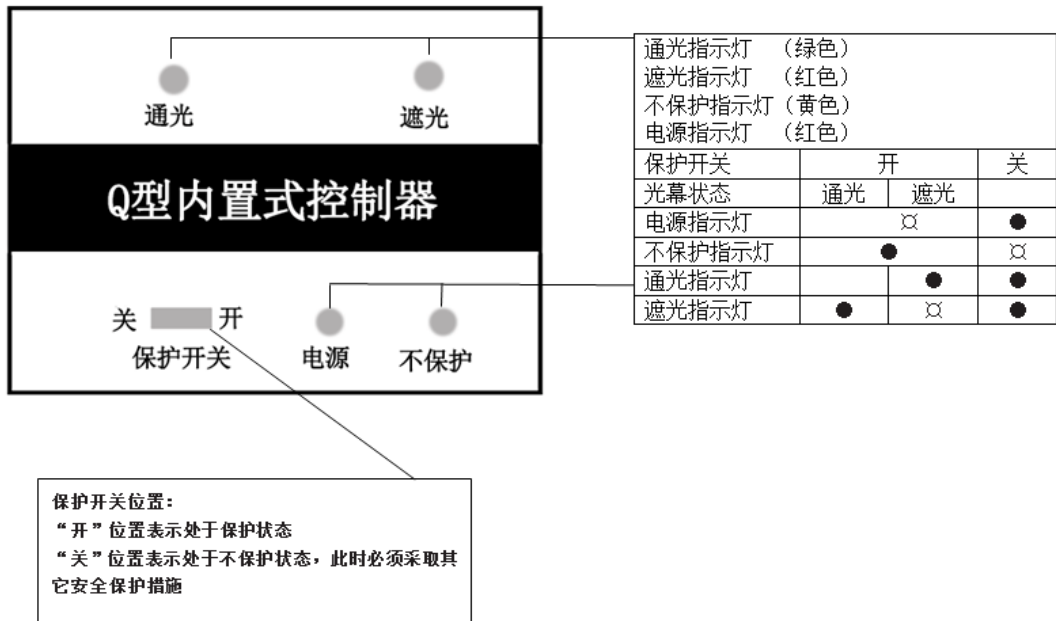 通光
遮光
Q型内置式控制器
关 开
保护开关
电源
不保护
通光指示灯 （绿色）
遮光指示灯 （红色）
不保护指示灯（黄色）
电源指示灯 （红色）
保护开关 开 关
光幕状态 通光 遮光
电源指示灯 ¤ ●
不保护指示灯 ● ¤
通光指示灯 ● ●
遮光指示灯 ● ¤ ●
保护开关位置：
“开”位置表示处于保护状态
“关”位置表示处于不保护状态，此时必须采取其
它安全保护措施